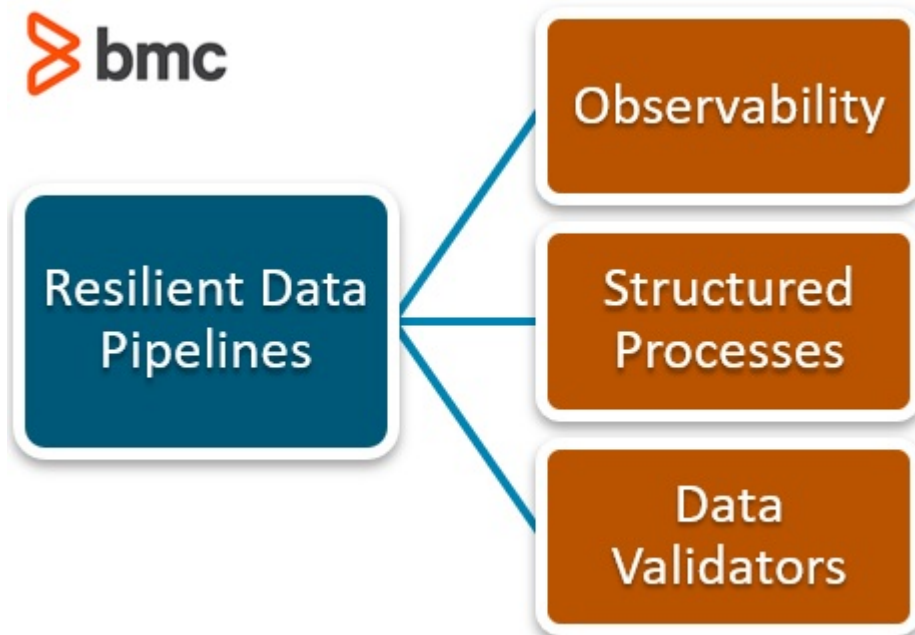 bmc
Observability
Resilient Data
Pipelines
Structured
Processes
Data
Validators